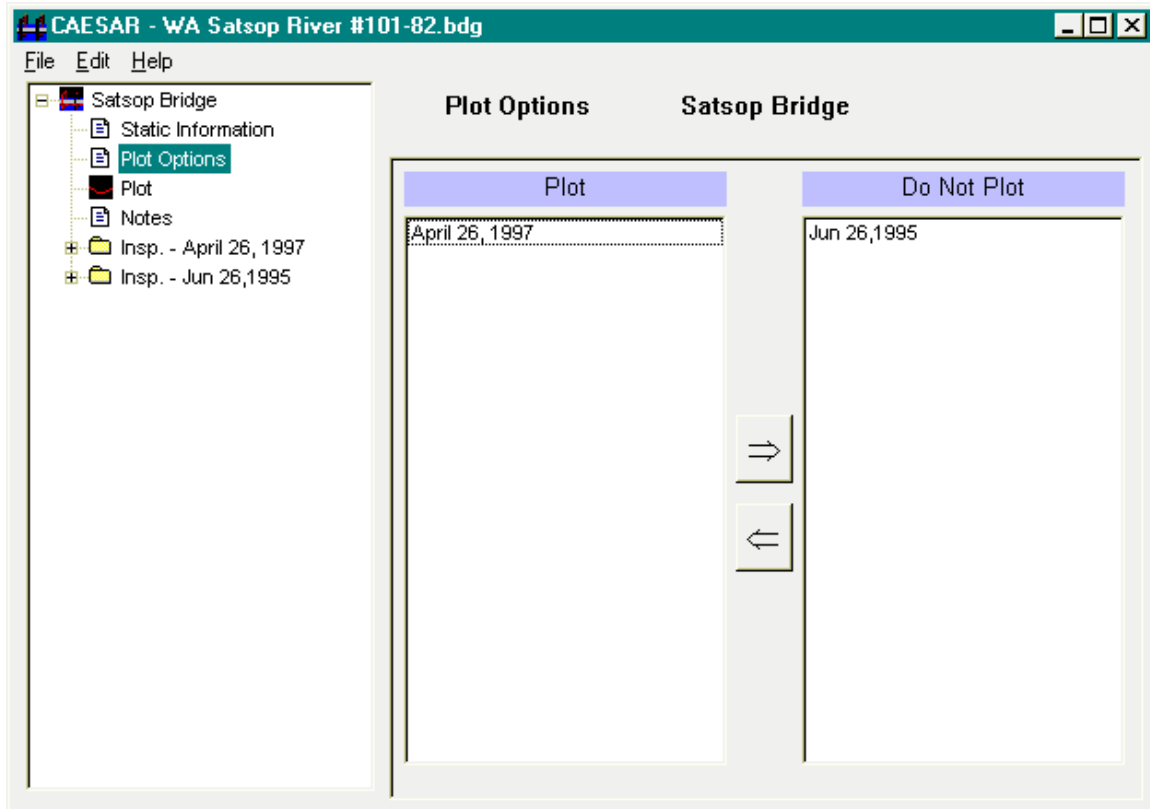 CAESAR - WA Satsop River #101-82.bdg
File Edit Help
Satsop Bridge
Static Information
Plot Options
Plot
Notes
Insp. - April 26, 1997
Insp. - Jun 26,1995
Plot Options Satsop Bridge
Plot
April 26, 1997
Do Not Plot
Jun 26,1995